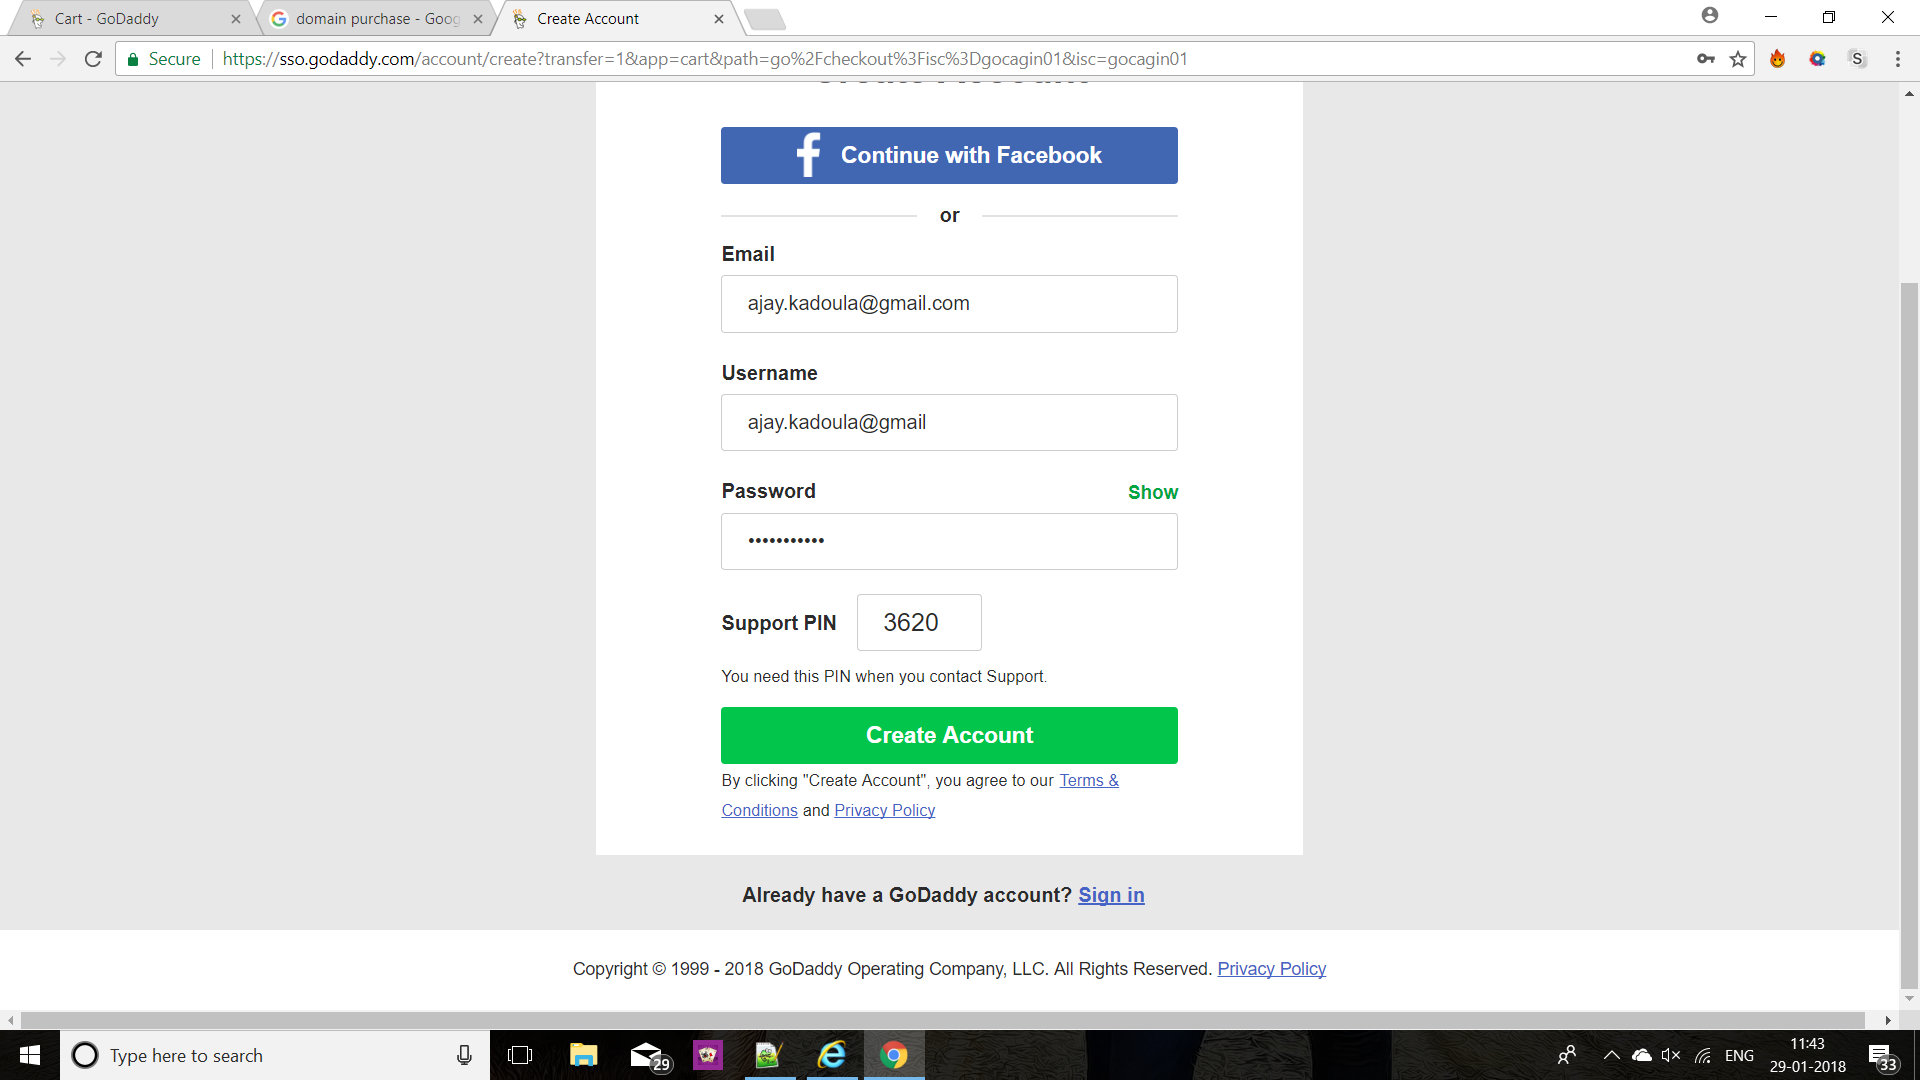 Cart - GoDaddy
domain purchase - Goog
Create Account
Secure
https://sso.godaddy.com/account/create?transfer=1&app=cart&path=go%2Fcheckout%3Fisc%3Dgocagin01&isc=gocagin01
Continue with Facebook
or
Email
ajay.kadoula@gmail.com
Username
ajay.kadoula@gmail
Password Show
•••••••••••
Support PIN 3620
You need this PIN when you contact Support.
Create Account
By clicking "Create Account", you agree to our Terms &
Conditions and Privacy Policy
Already have a GoDaddy account? Sign in
Copyright © 1999 - 2018 GoDaddy Operating Company, LLC. All Rights Reserved. Privacy Policy
Type here to search
29
ENG
11:43
29-01-2018
33